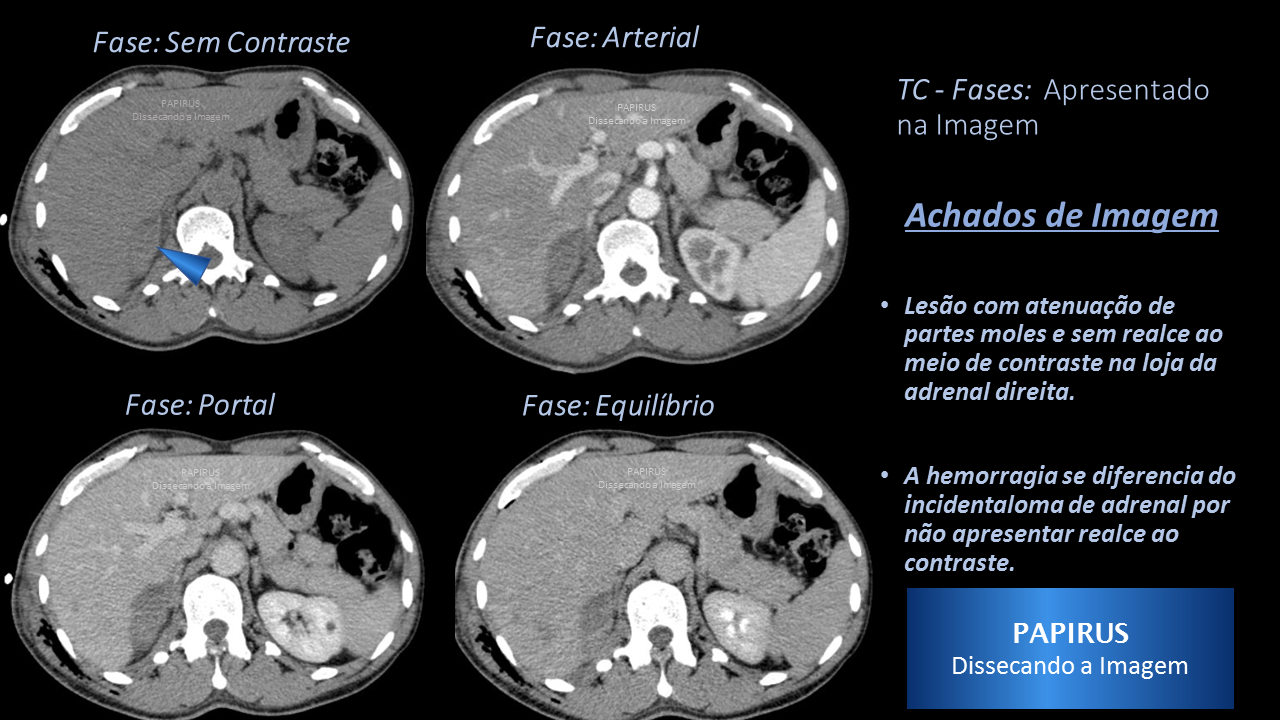 Fase: Sem Contraste
Fase: Arterial
PAPIRUS
Dissecando a Imagem
PAPIRUS
Dissecando a Imagem
Fase: Portal
Fase: Equilíbrio
PAPIRUS
Dissecando a Imagem
PAPIRUS
Dissecando a Imagem
TC - Fases: Apresentado
na Imagem
Achados de Imagem
• Lesão com atenuação de
partes moles e sem realce ao
meio de contraste na loja da
adrenal direita.
• A hemorragia se diferencia do
incidentaloma de adrenal por
não apresentar realce ao
contraste.
PAPIRUS
Dissecando a Imagem